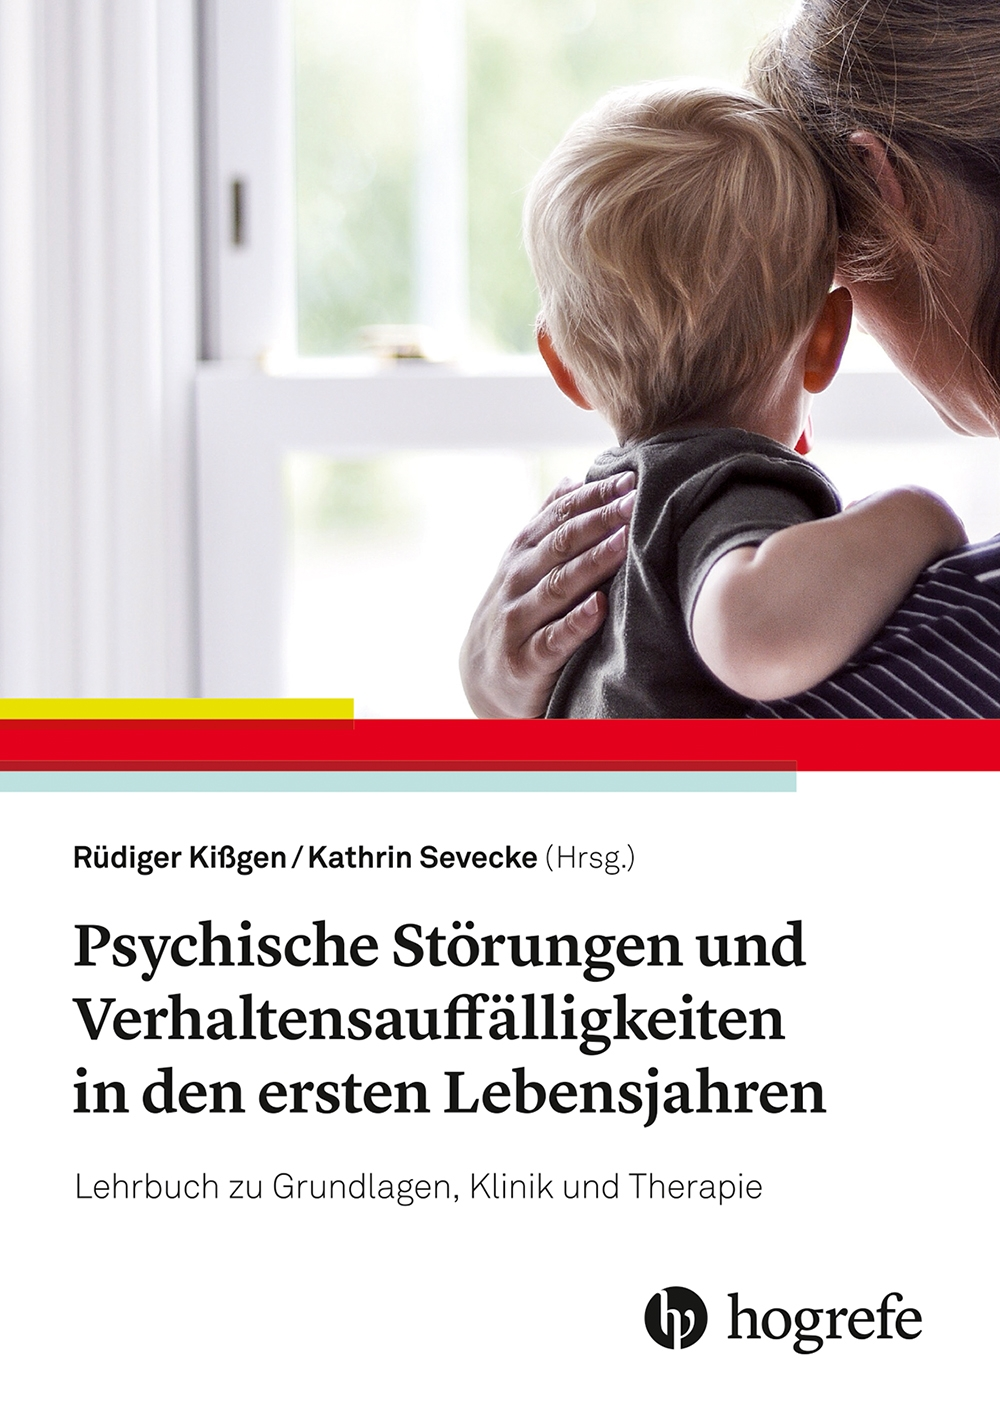 Rüdiger Kißgen / Kathrin Sevecke (Hrsg.)
Psychische Störungen und
Verhaltensauffälligkeiten
in den ersten Lebensjahren
Lehrbuch zu Grundlagen, Klinik und Therapie
hp hogrefe